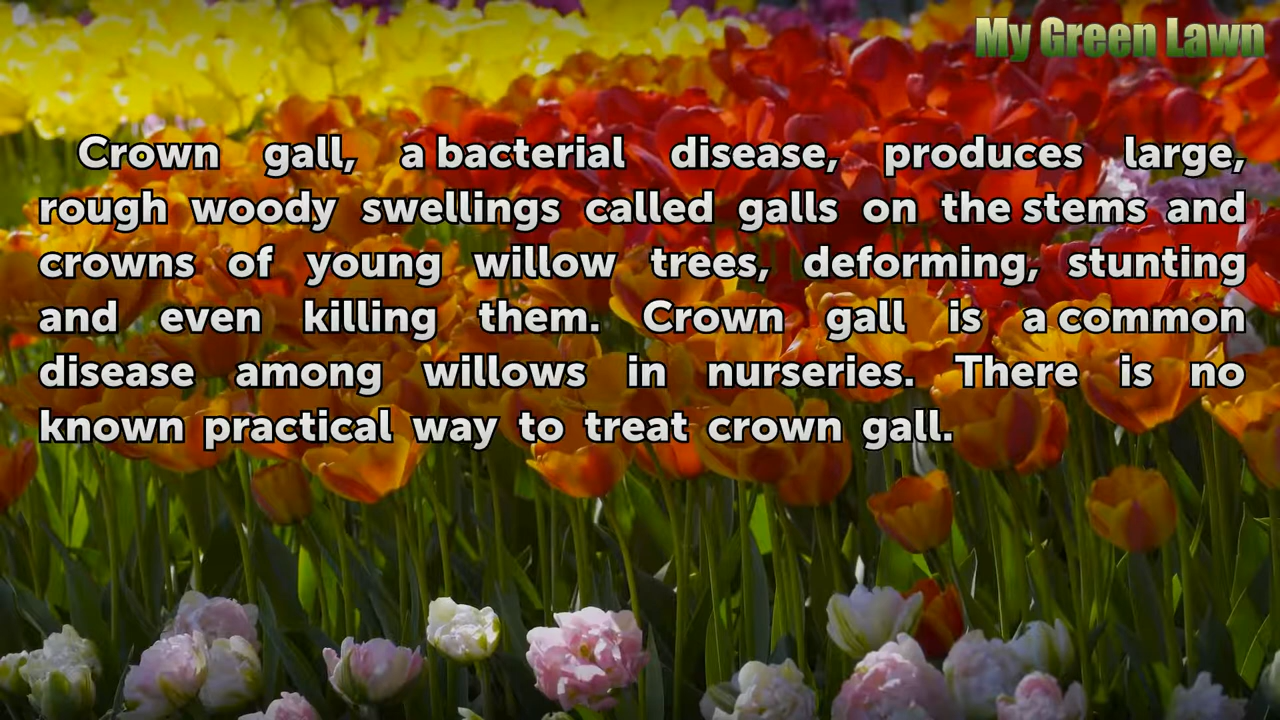 My Green Lawn
Crown gall, a bacterial disease, produces large,
rough woody swellings called galls on the stems and
crowns of young willow trees, deforming, stunting
and even killing them. Crown gall is a common
disease among willows in nurseries. There is no
known practical way to treat crown gall.